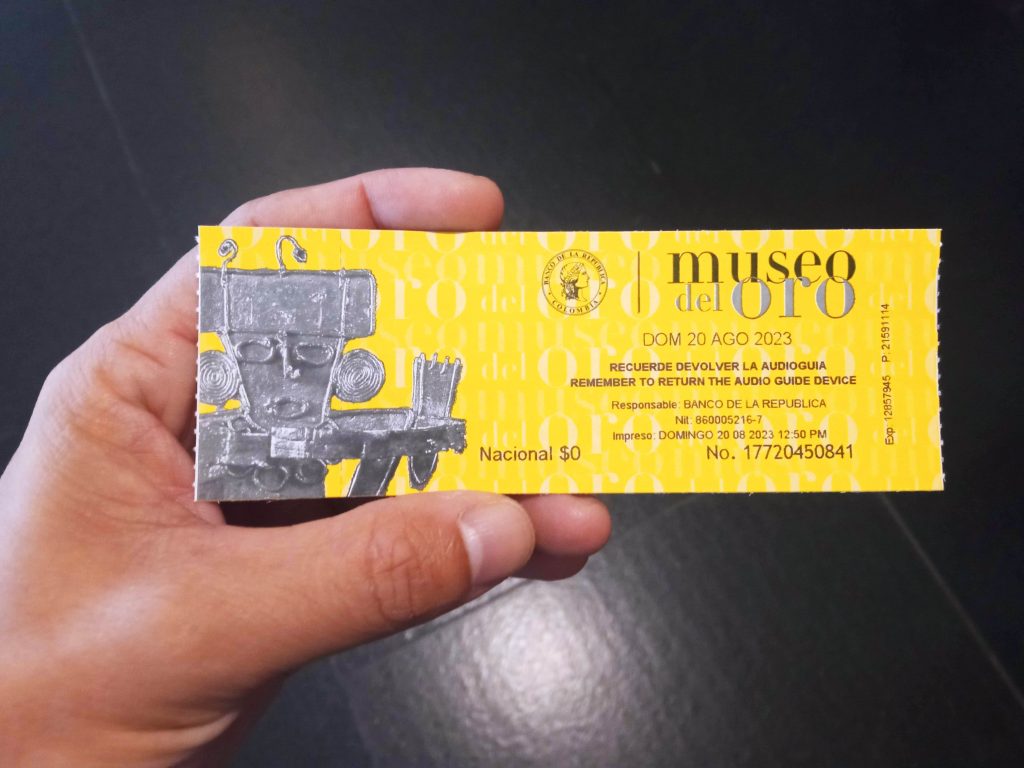 BANCO DE LA REPUBLICA
COLOMBIA
museo
del oro
DOM 20 AGO 2023
RECUERDE DEVOLVER LA AUDIOGUIA
REMEMBER TO RETURN THE AUDIO GUIDE DEVICE
Responsable: BANCO DE LA REPUBLICA
Nit: 860005216-7
Impreso: DOMINGO 20 08 2023 12:50 PM
Nacional $0
No. 17720450841
Exp 12857945 P: 21591114